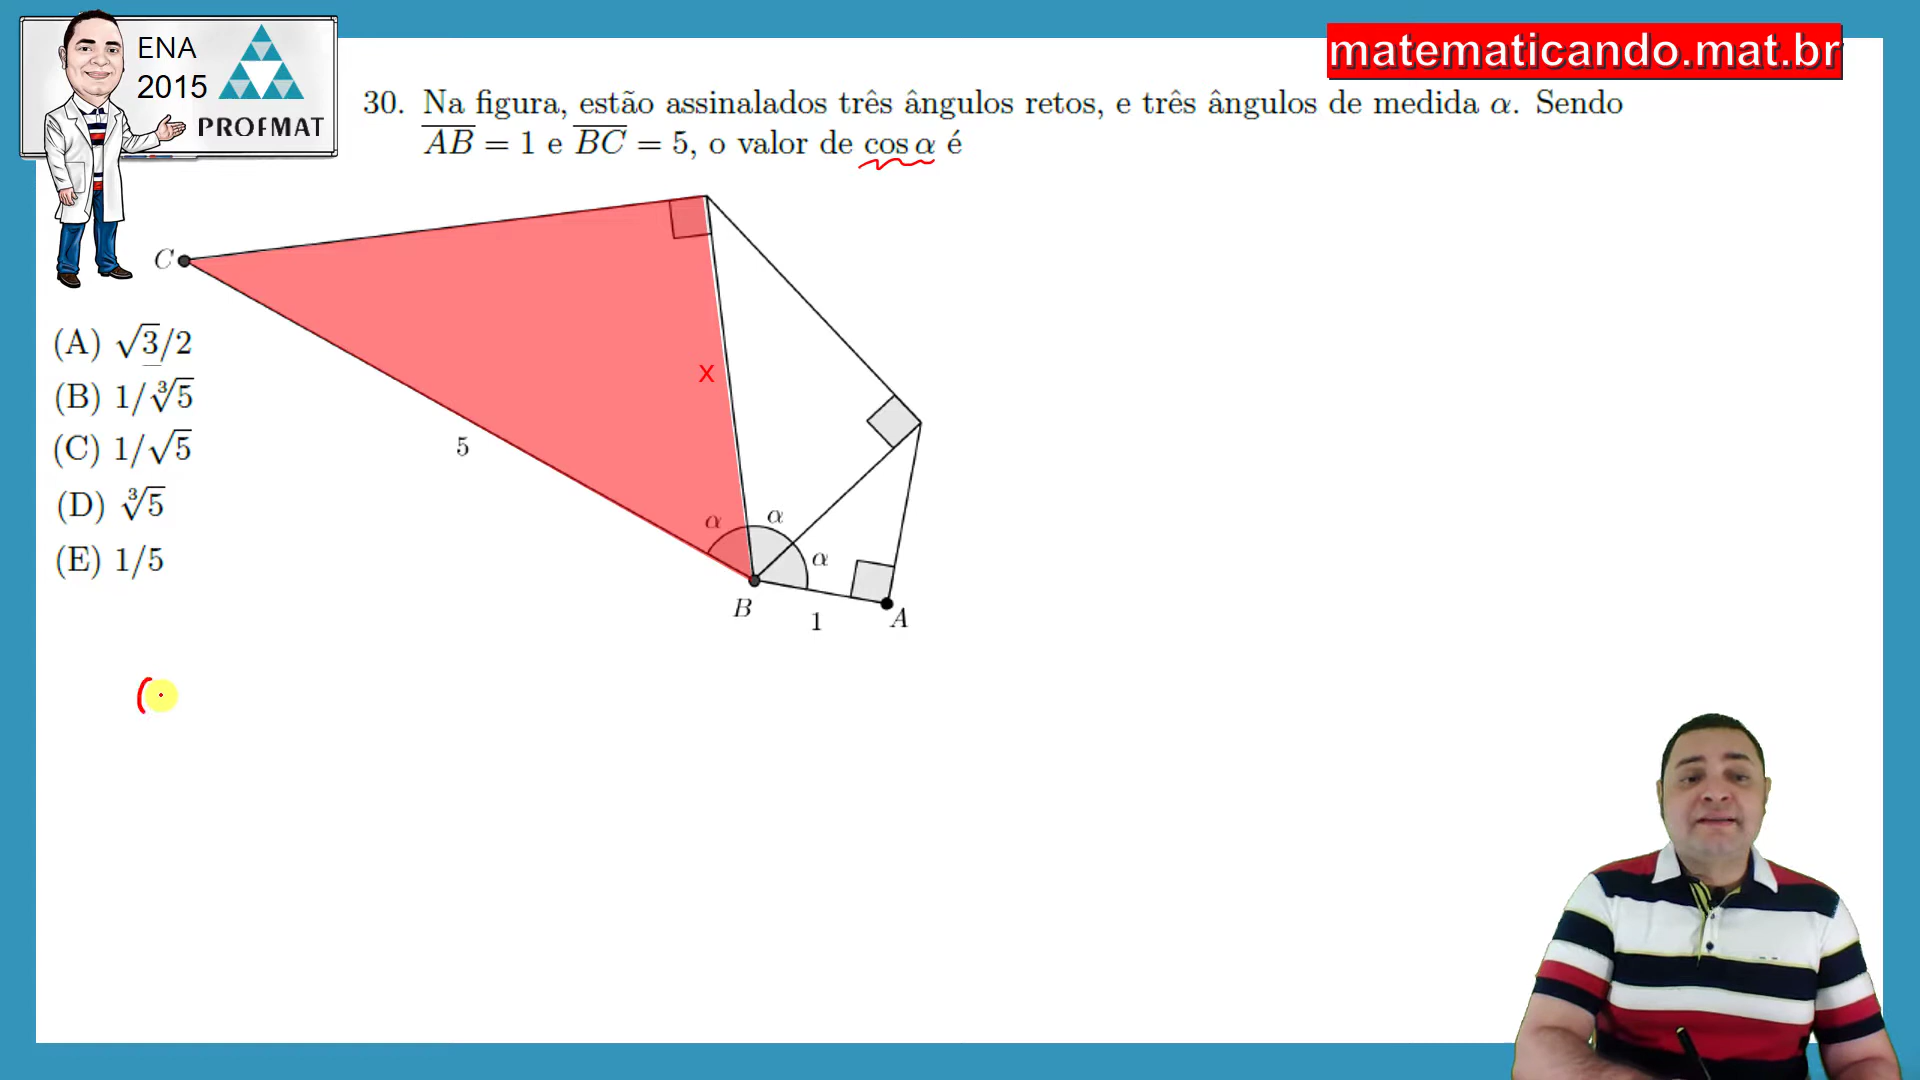 ENA
2015
PROFMAT
matematicando.mat.br
30. Na figura, estão assinalados três ângulos retos, e três ângulos de medida α. Sendo
AB = 1 e BC = 5, o valor de cos α é
C
(A) √3/2
(B) 1/∛5
(C) 1/√5
(D) ∛5
(E) 1/5
x
5
α
α
α
B
1
A
(